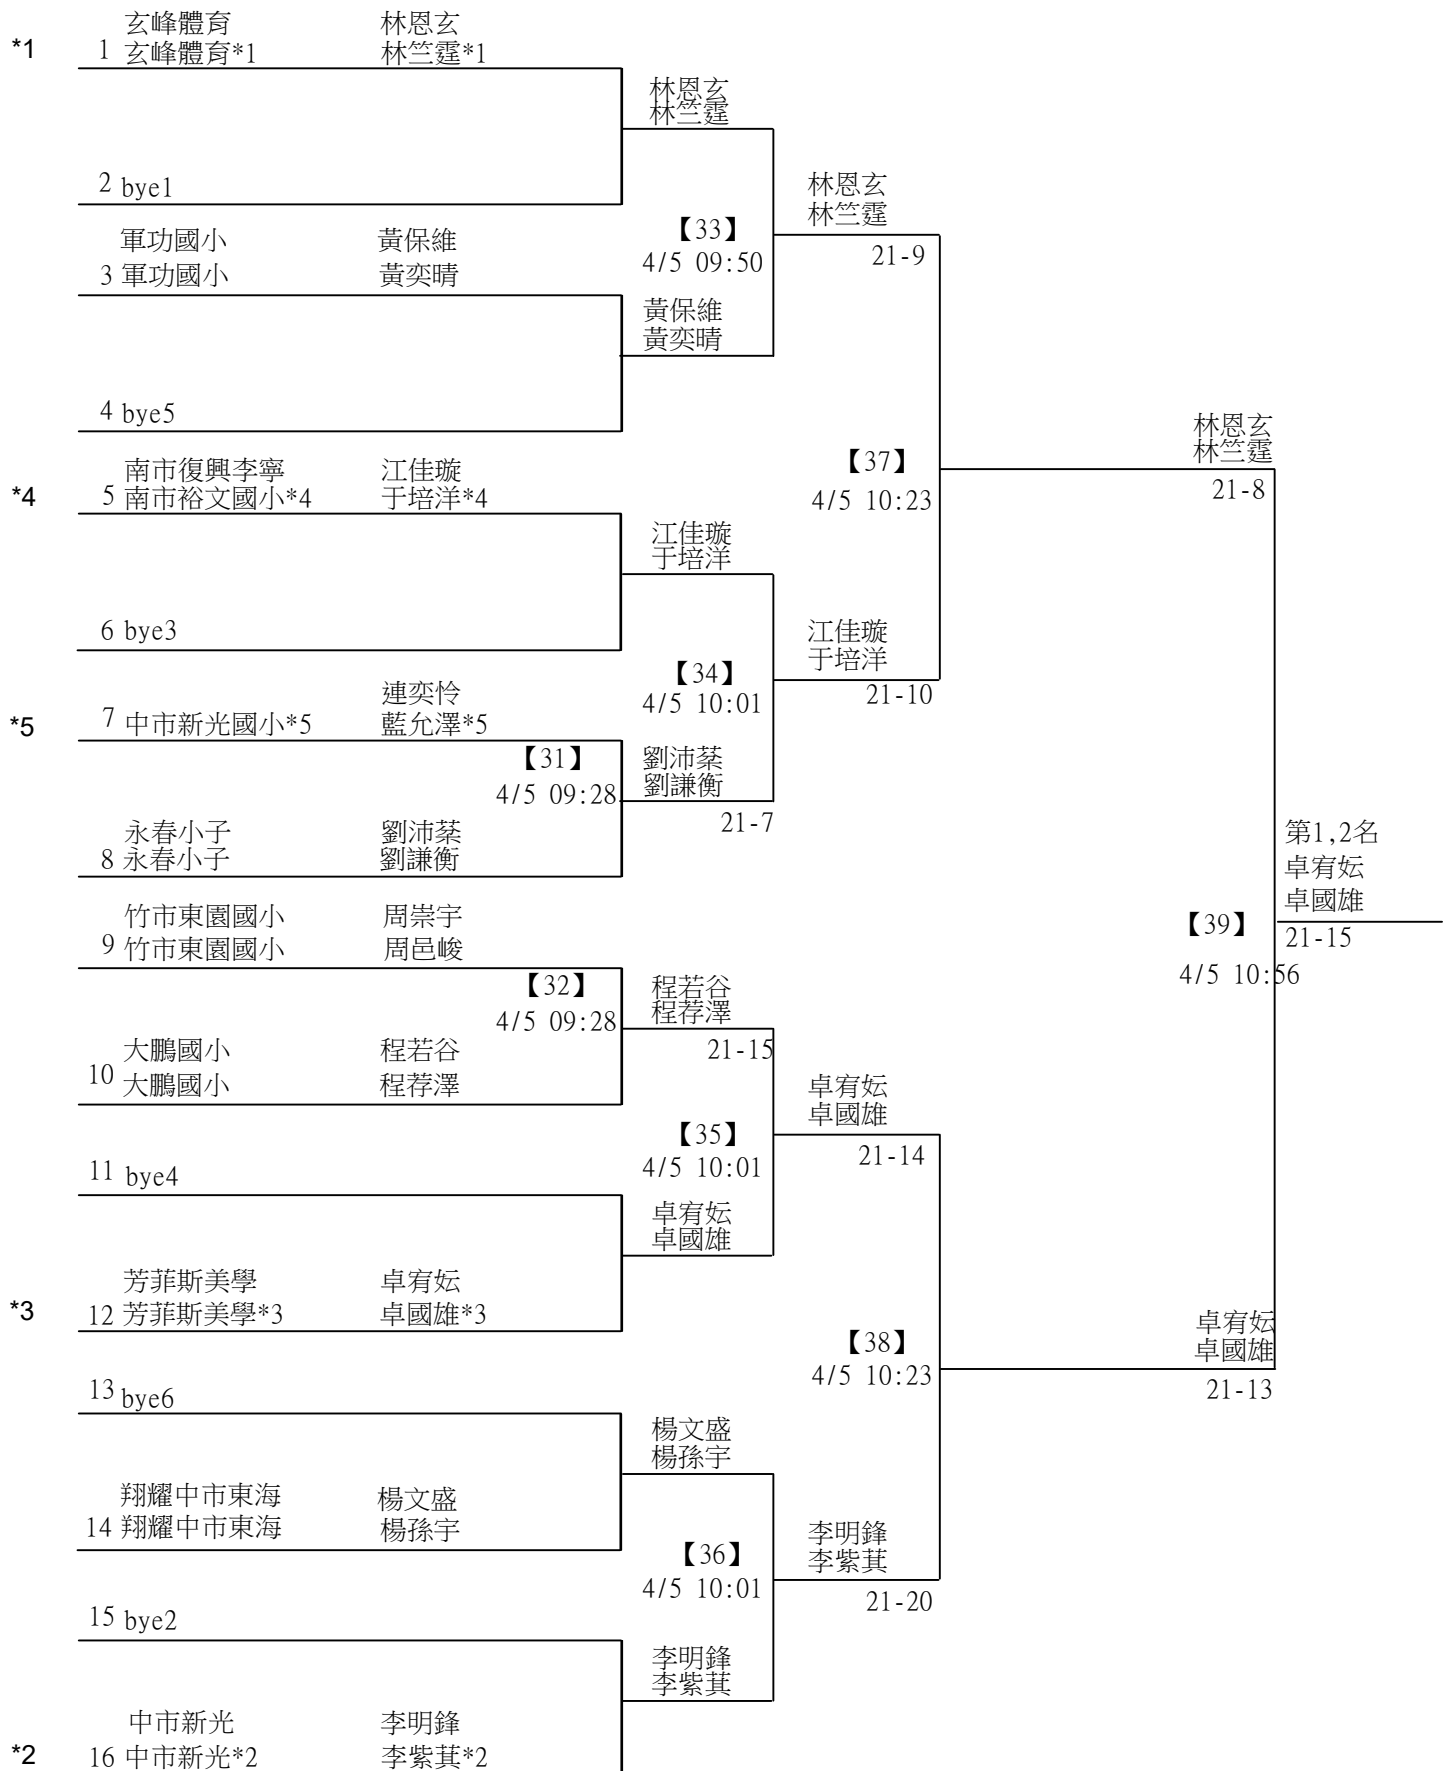 玄峰體育 林恩玄
*1 1 玄峰體育*1 林竺霆*1
林恩玄
林竺霆
2 bye1
林恩玄
林竺霆
軍功國小 黃保維
3 軍功國小 黃奕晴
【33】
4/5 09:50
21-9
黃保維
黃奕晴
4 bye5
林恩玄
林竺霆
南市復興李寧 江佳璇
*4 5 南市裕文國小*4 于培洋*4
【37】
4/5 10:23
21-8
江佳璇
于培洋
6 bye3
江佳璇
于培洋
【34】
4/5 10:01
21-10
連奕怜
*5 7 中市新光國小*5 藍允澤*5
【31】
4/5 09:28
劉沛棻
劉謙衡
21-7
永春小子 劉沛棻
8 永春小子 劉謙衡
第1,2名
卓宥妘
卓國雄
竹市東園國小 周崇宇
9 竹市東園國小 周邑峻
【39】
21-15
4/5 10:56
【32】
4/5 09:28
程若谷
程荐澤
21-15
大鵬國小 程若谷
10 大鵬國小 程荐澤
卓宥妘
卓國雄
【35】
4/5 10:01
21-14
11 bye4
卓宥妘
卓國雄
芳菲斯美學 卓宥妘
*3 12 芳菲斯美學*3 卓國雄*3
【38】
4/5 10:23
卓宥妘
卓國雄
21-13
13 bye6
楊文盛
楊孫宇
翔耀中市東海 楊文盛
14 翔耀中市東海 楊孫宇
【36】
4/5 10:01
李明鋒
李紫萁
21-20
15 bye2
李明鋒
李紫萁
中市新光 李明鋒
*2 16 中市新光*2 李紫萁*2